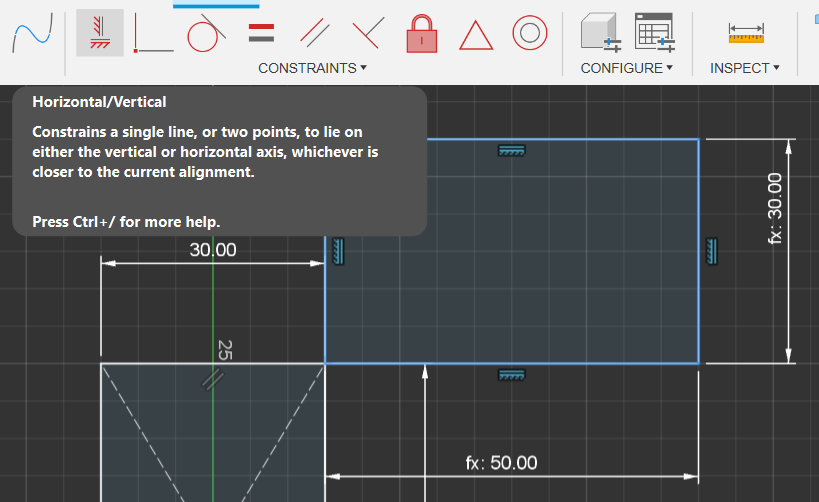 CONSTRAINTS ▾
CONFIGURE ▾
INSPECT ▾
Horizontal/Vertical
Constrains a single line, or two points, to lie on
either the vertical or horizontal axis, whichever is
closer to the current alignment.
Press Ctrl+/ for more help.
fx: 30.00
30.00
25
fx: 50.00